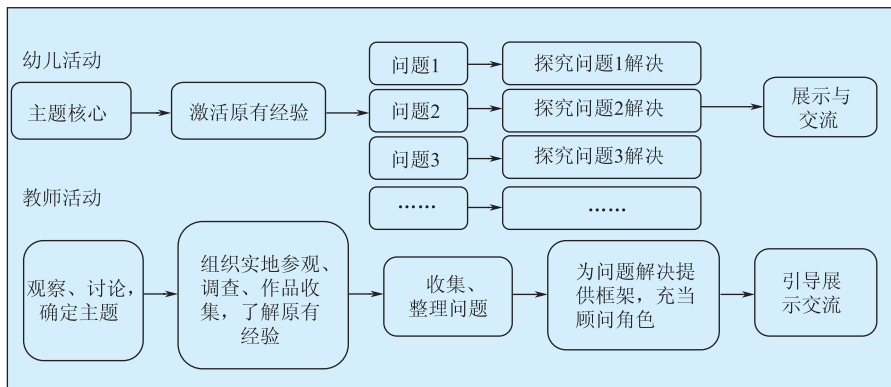 幼儿活动
主题核心
激活原有经验
问题1
探究问题1解决
问题2
探究问题2解决
问题3
探究问题3解决
……
……
展示与
交流
教师活动
观察、讨论，
确定主题
组织实地参观、
调查、作品收
集，了解原有
经验
收集、
整理问题
为问题解决提
供框架，充当
顾问角色
引导展
示交流